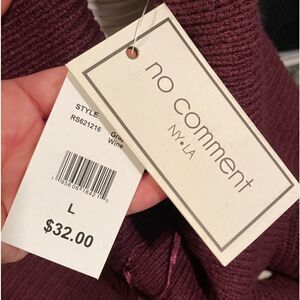 STYLE
RS621216
Wine
L
$32.00
no comment
NY•LA